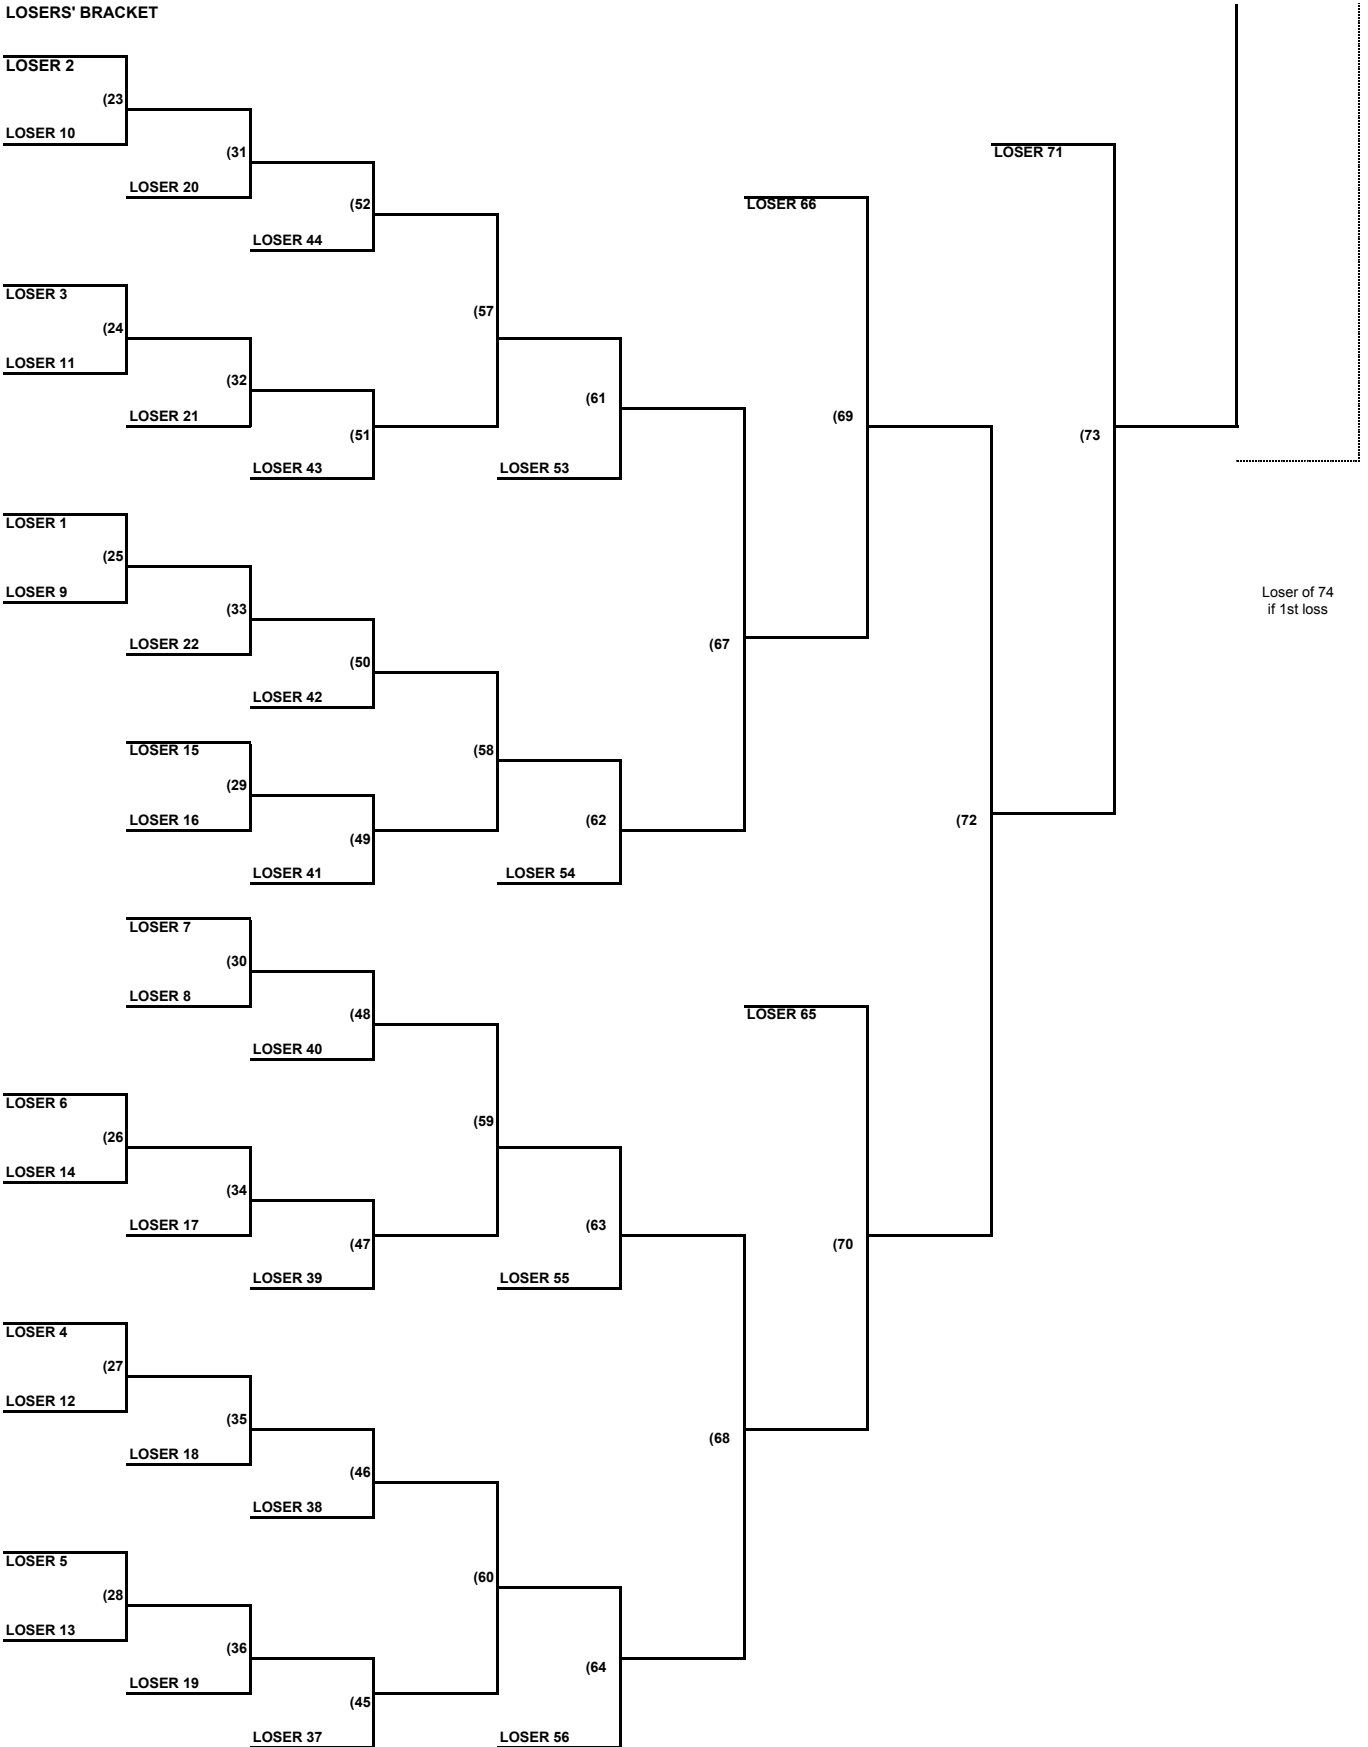 LOSERS' BRACKET
LOSER 2
(23
LOSER 10
(31
LOSER 71
LOSER 20
(52
LOSER 66
LOSER 44
LOSER 3
(57
(24
LOSER 11
(32
(61
LOSER 21
(69
(51
(73
LOSER 43
LOSER 53
LOSER 1
(25
LOSER 9
Loser of 74
if 1st loss
(33
LOSER 22
(67
(50
LOSER 42
LOSER 15
(58
(29
LOSER 16
(62
(72
(49
LOSER 41
LOSER 54
LOSER 7
(30
LOSER 8
(48
LOSER 65
LOSER 40
LOSER 6
(59
(26
LOSER 14
(34
LOSER 17
(63
(47
(70
LOSER 39
LOSER 55
LOSER 4
(27
LOSER 12
(35
(68
LOSER 18
(46
LOSER 38
LOSER 5
(60
(28
LOSER 13
(36
(64
LOSER 19
(45
LOSER 37
LOSER 56